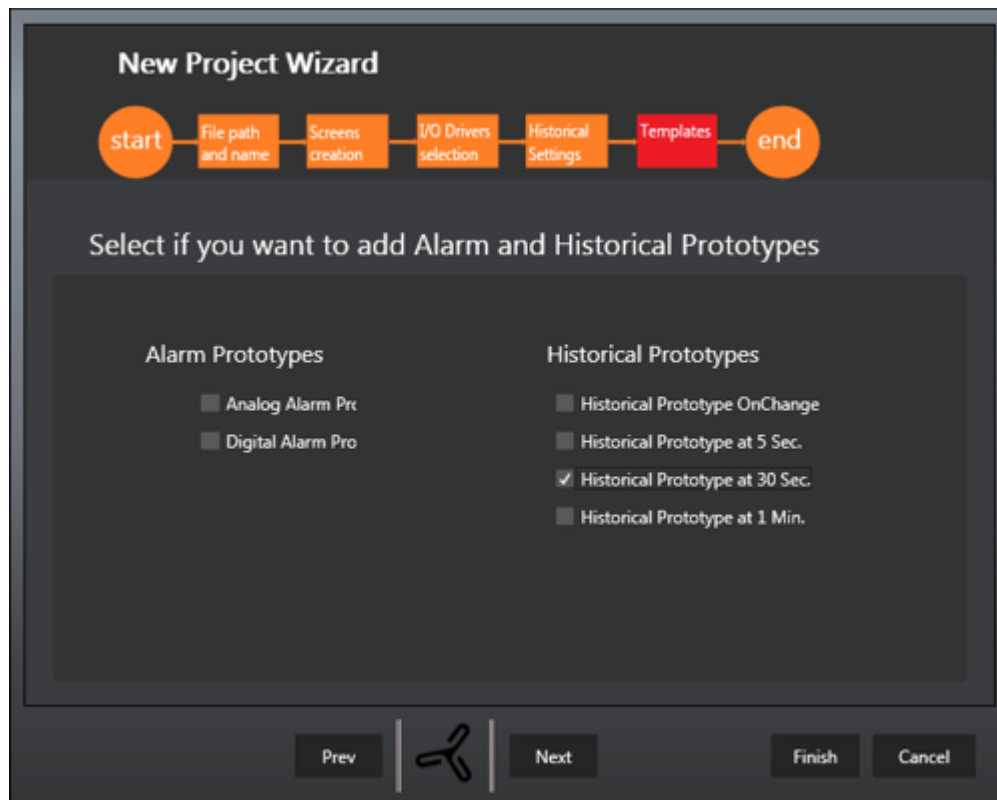 New Project Wizard
start
File path
and name
Screens
creation
I/O Drivers
selection
Historical
Settings
Templates
end
Select if you want to add Alarm and Historical Prototypes
Alarm Prototypes
Analog Alarm Prc
Digital Alarm Pro
Historical Prototypes
Historical Prototype OnChange
Historical Prototype at 5 Sec.
Historical Prototype at 30 Sec.
Historical Prototype at 1 Min.
Prev
Next
Finish
Cancel